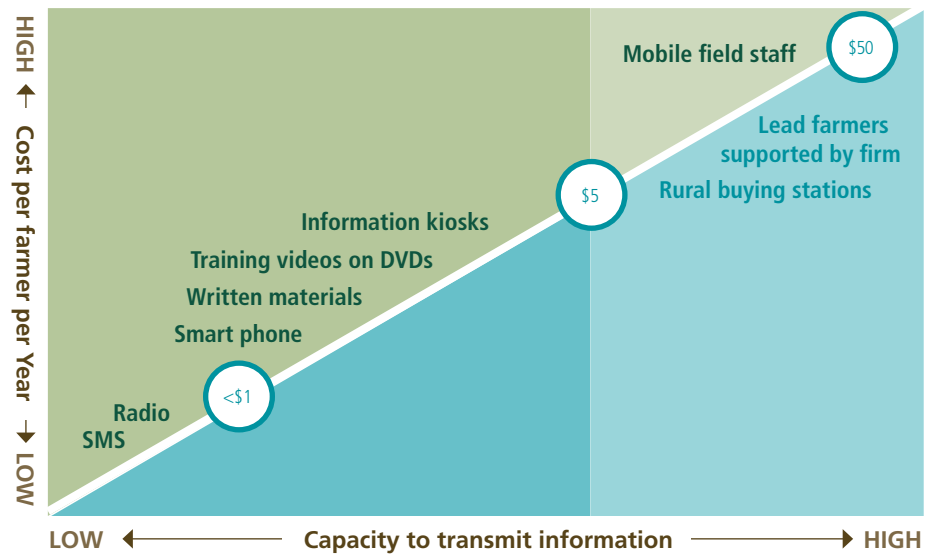 HIGH
Cost per farmer per Year
LOW
Mobile field staff
$50
Lead farmers
supported by firm
Rural buying stations
$5
Information kiosks
Training videos on DVDs
Written materials
Smart phone
<$1
Radio
SMS
LOW
Capacity to transmit information
HIGH